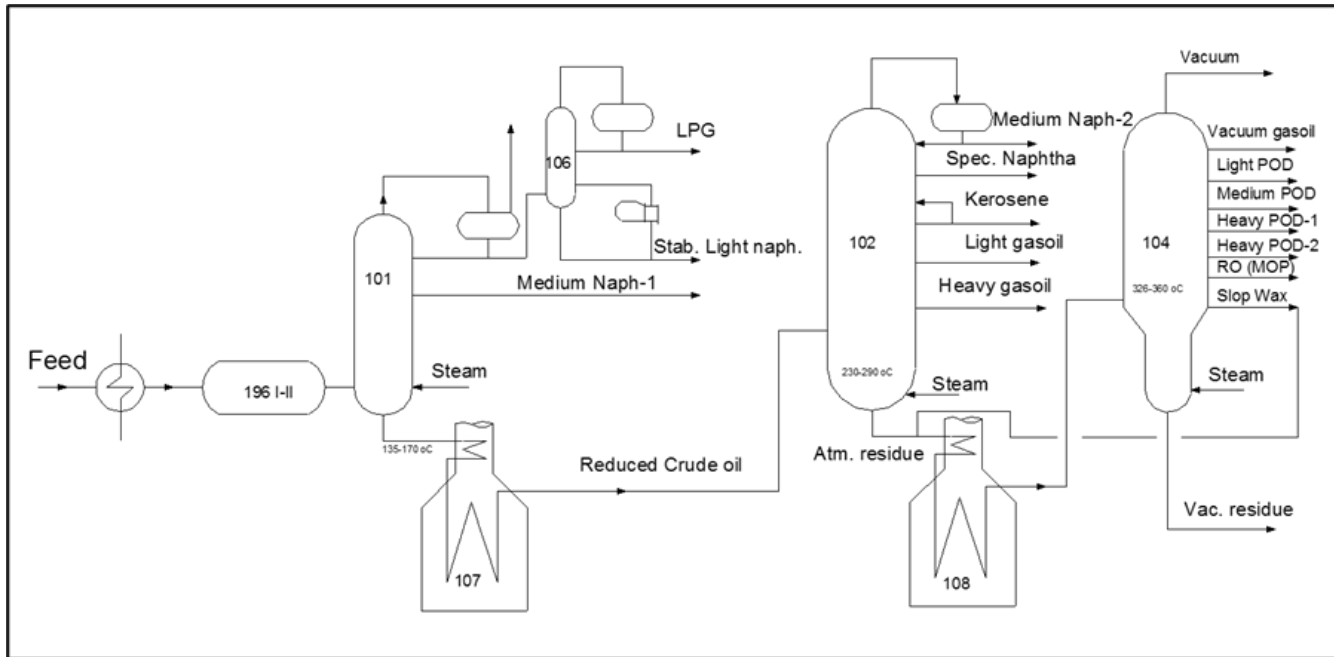 Feed
196 I-II
101
Steam
135-170 oC
107
106
LPG
Stab. Light naph.
Medium Naph-1
Reduced Crude oil
102
230-290 oC
Medium Naph-2
Spec. Naphtha
Kerosene
Light gasoil
Heavy gasoil
Steam
Atm. residue
108
104
326-360 oC
Vacuum
Vacuum gasoil
Light POD
Medium POD
Heavy POD-1
Heavy POD-2
RO (MOP)
Slop Wax
Steam
Vac. residue